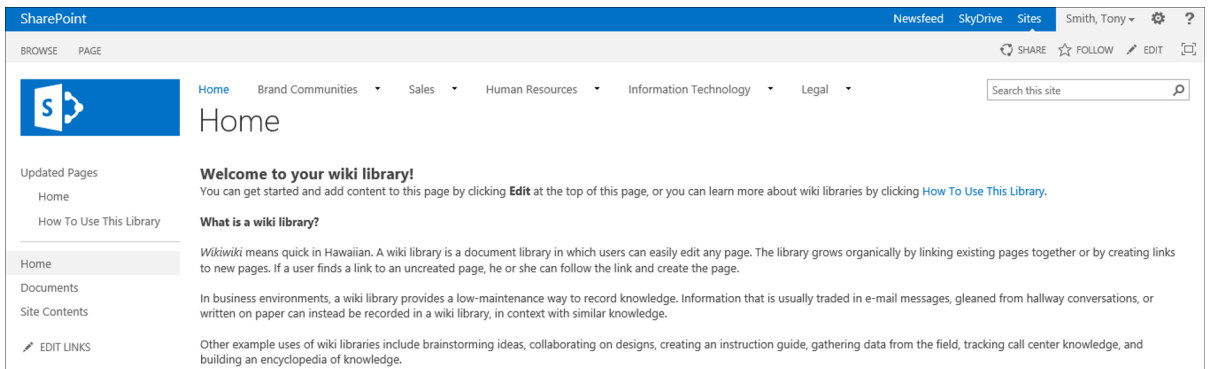 SharePoint
Newsfeed SkyDrive Sites Smith, Tony ?
BROWSE PAGE
SHARE FOLLOW EDIT
S
Home Brand Communities Sales Human Resources Information Technology Legal
Search this site
Home
Updated Pages
Home
How To Use This Library
Home
Documents
Site Contents
EDIT LINKS
Welcome to your wiki library!
You can get started and add content to this page by clicking Edit at the top of this page, or you can learn more about wiki libraries by clicking How To Use This Library.
What is a wiki library?
Wikiwiki means quick in Hawaiian. A wiki library is a document library in which users can easily edit any page. The library grows organically by linking existing pages together or by creating links
to new pages. If a user finds a link to an uncreated page, he or she can follow the link and create the page.
In business environments, a wiki library provides a low-maintenance way to record knowledge. Information that is usually traded in e-mail messages, gleaned from hallway conversations, or
written on paper can instead be recorded in a wiki library, in context with similar knowledge.
Other example uses of wiki libraries include brainstorming ideas, collaborating on designs, creating an instruction guide, gathering data from the field, tracking call center knowledge, and
building an encyclopedia of knowledge.